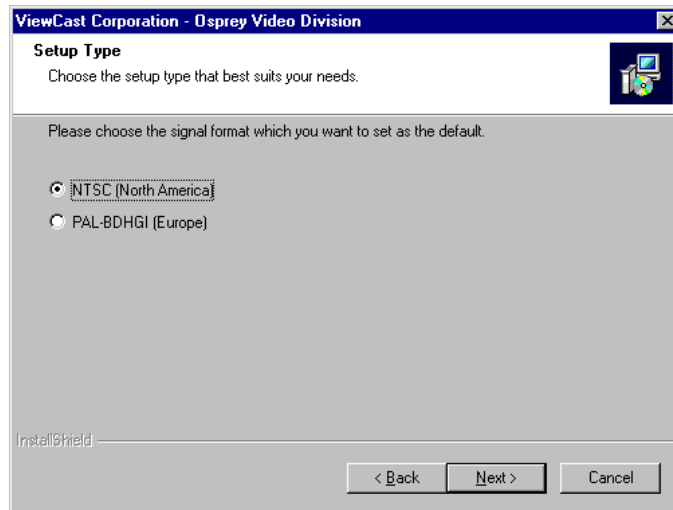 ViewCast Corporation - Osprey Video Division
Setup Type
Choose the setup type that best suits your needs.
Please choose the signal format which you want to set as the default.
NTSC (North America)
PAL-BDHGI (Europe)
InstallShield
< Back
Next >
Cancel